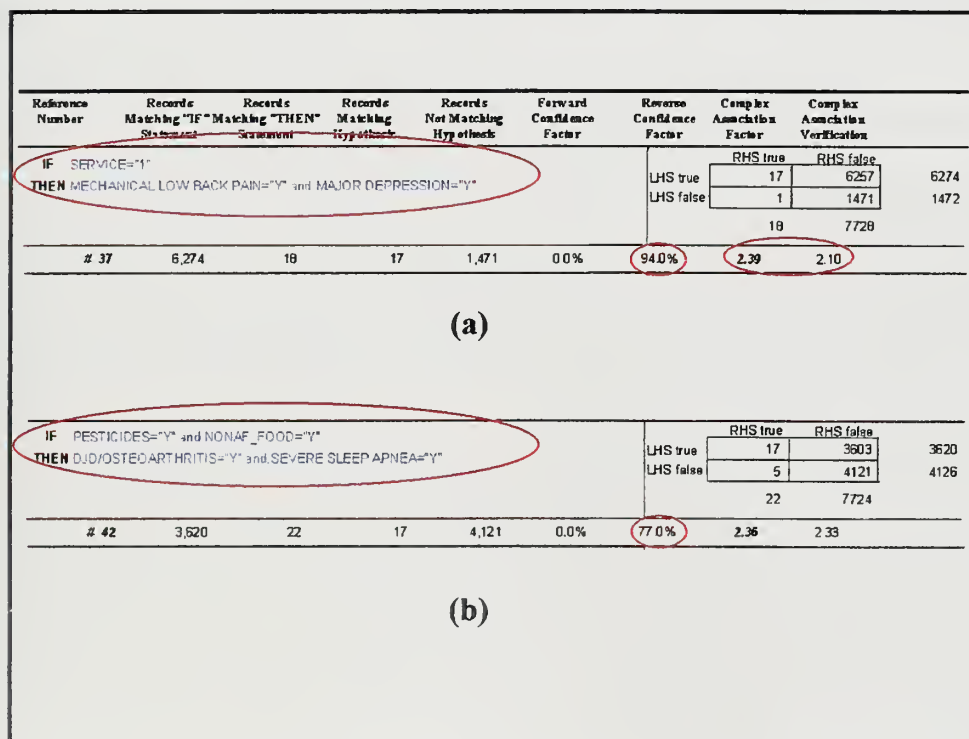 Reference Number Records Matching "IF" Statement Records Matching "THEN" Statement Records Matching Hypothesis Records Not Matching Hypothesis Forward Confidence Factor Reverse Confidence Factor Complex Association Factor Complex Association Verification
IF SERVICE="1"
THEN MECHANICAL LOW BACK PAIN="Y" and MAJOR DEPRESSION="Y"
RHS true RHS false
LHS true 17 6257 6274
LHS false 1 1471 1472
18 7728
# 37 6,274 18 17 1,471 0.0% 94.0% 2.39 2.10
(a)
IF PESTICIDES="Y" and NONAF_FOOD="Y"
THEN DJD/OSTEOARTHRITIS="Y" and SEVERE SLEEP APNEA="Y"
RHS true RHS false
LHS true 17 3603 3620
LHS false 5 4121 4126
22 7724
# 42 3,620 22 17 4,121 0.0% 77.0% 2.36 2.33
(b)